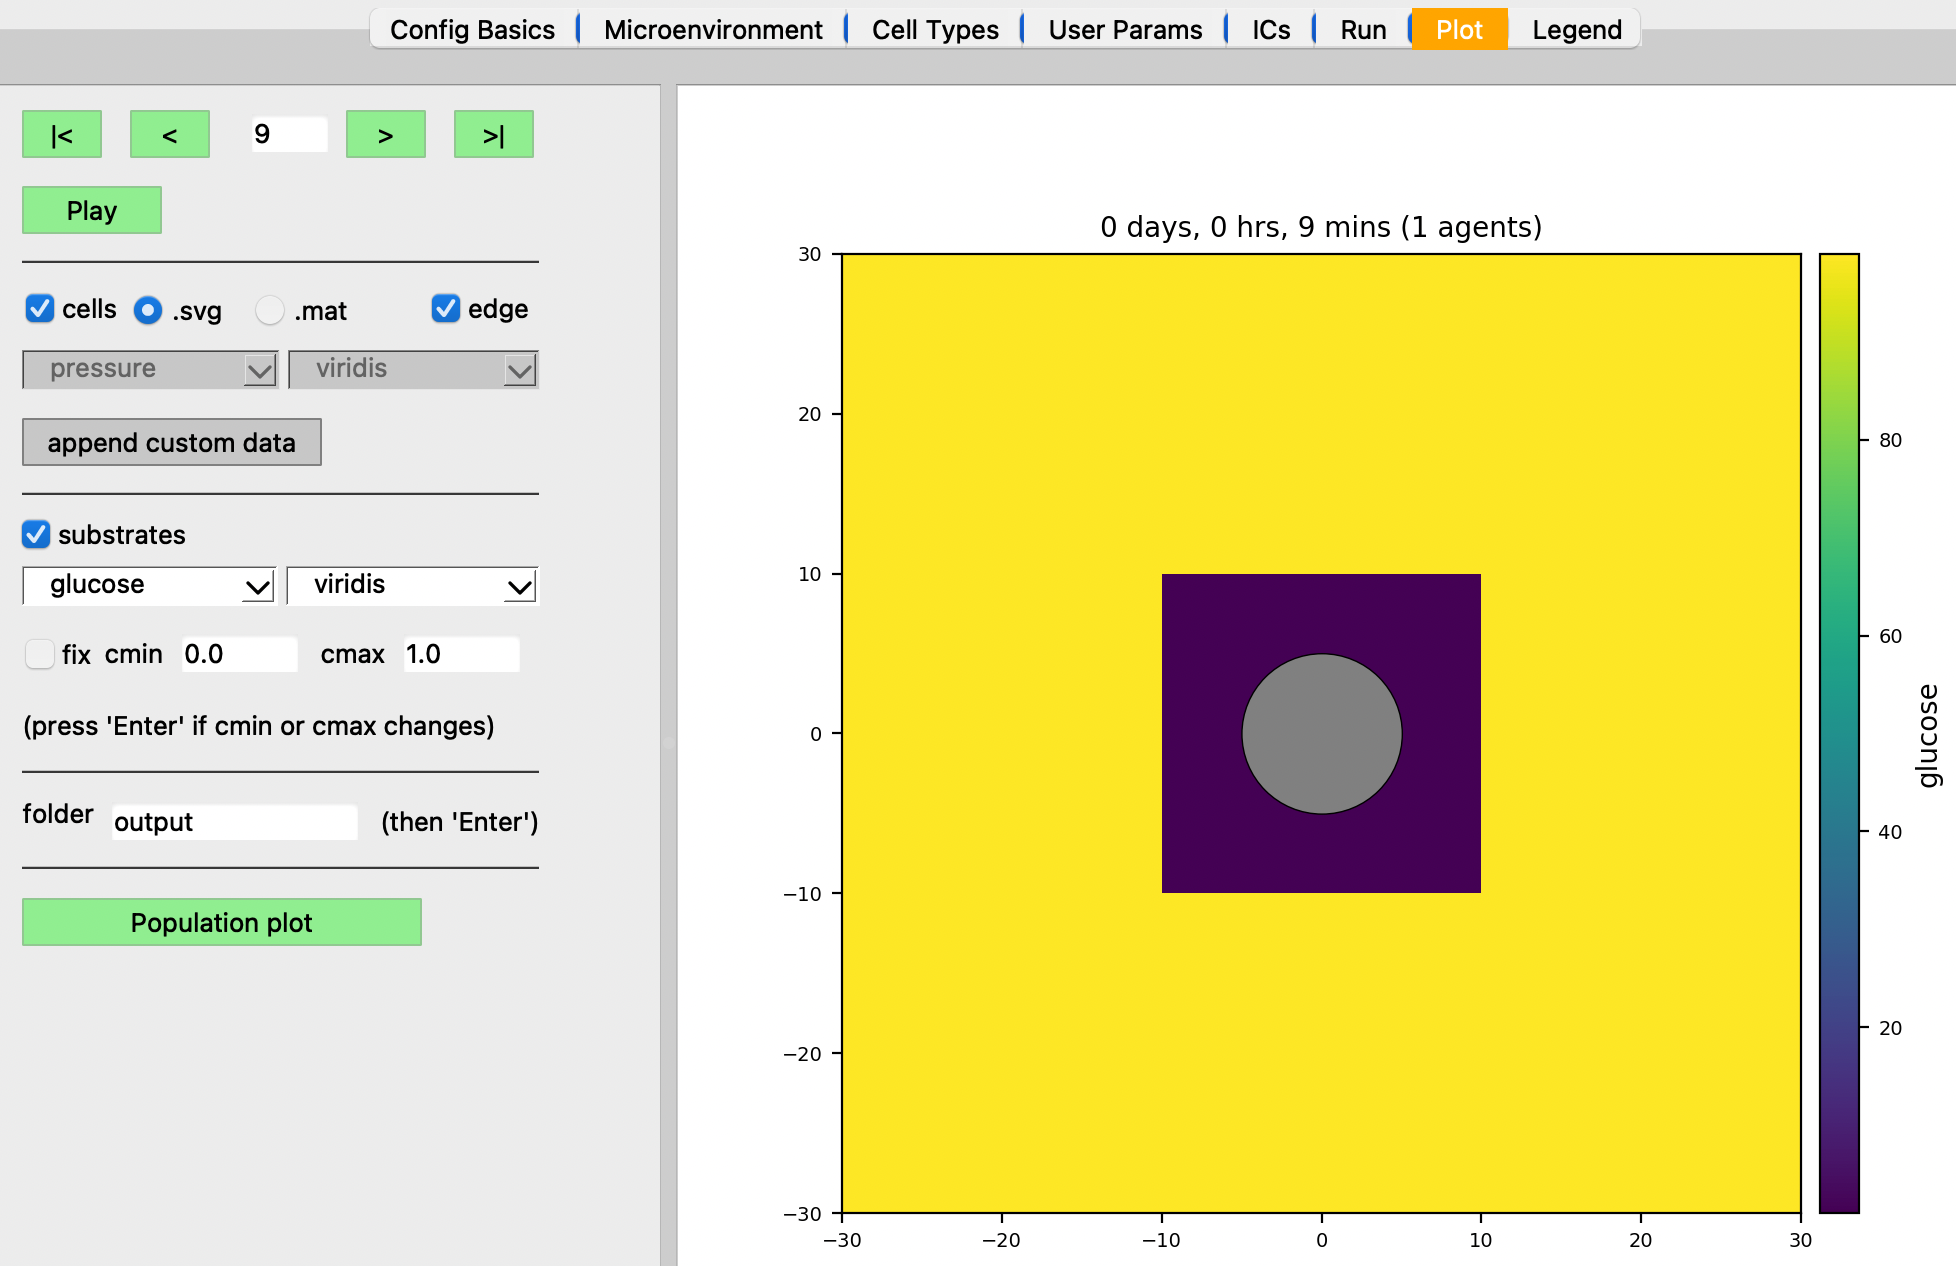 Config Basics Microenvironment Cell Types User Params ICs Run Plot Legend
|< < 9 > >|
Play
cells .svg .mat edge
pressure viridis
append custom data
substrates
glucose viridis
fix cmin 0.0 cmax 1.0
(press 'Enter' if cmin or cmax changes)
folder output (then 'Enter')
Population plot
0 days, 0 hrs, 9 mins (1 agents)
30
20
10
0
−10
−20
−30
−30 −20 −10 0 10 20 30
80
60
40
20
glucose